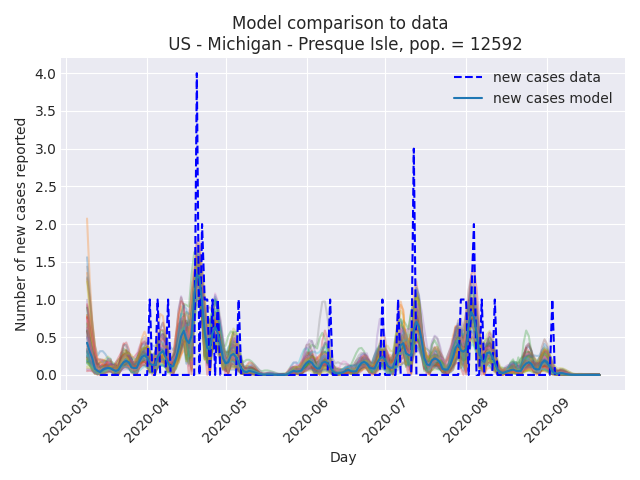 Model comparison to data
US - Michigan - Presque Isle, pop. = 12592
new cases data
new cases model
Number of new cases reported
4.0
3.5
3.0
2.5
2.0
1.5
1.0
0.5
0.0
2020-03
2020-04
2020-05
2020-06
2020-07
2020-08
2020-09
Day